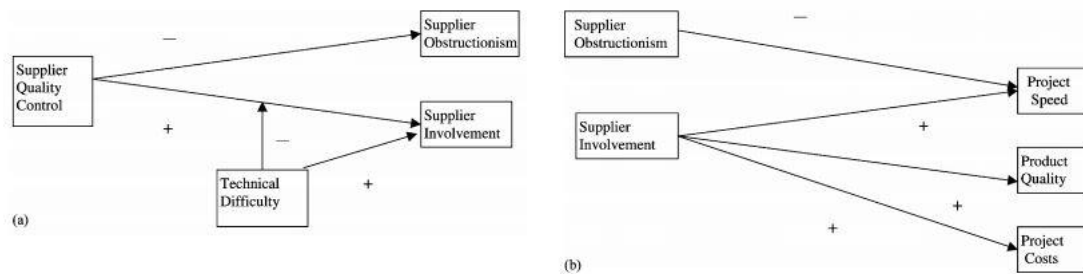 Supplier
Obstructionism
—
Supplier
Quality
Control
+
Supplier
Involvement
—
+
Technical
Difficulty
(a)
Supplier
Obstructionism
—
Project
Speed
+
Supplier
Involvement
Product
Quality
+
+
Project
Costs
(b)